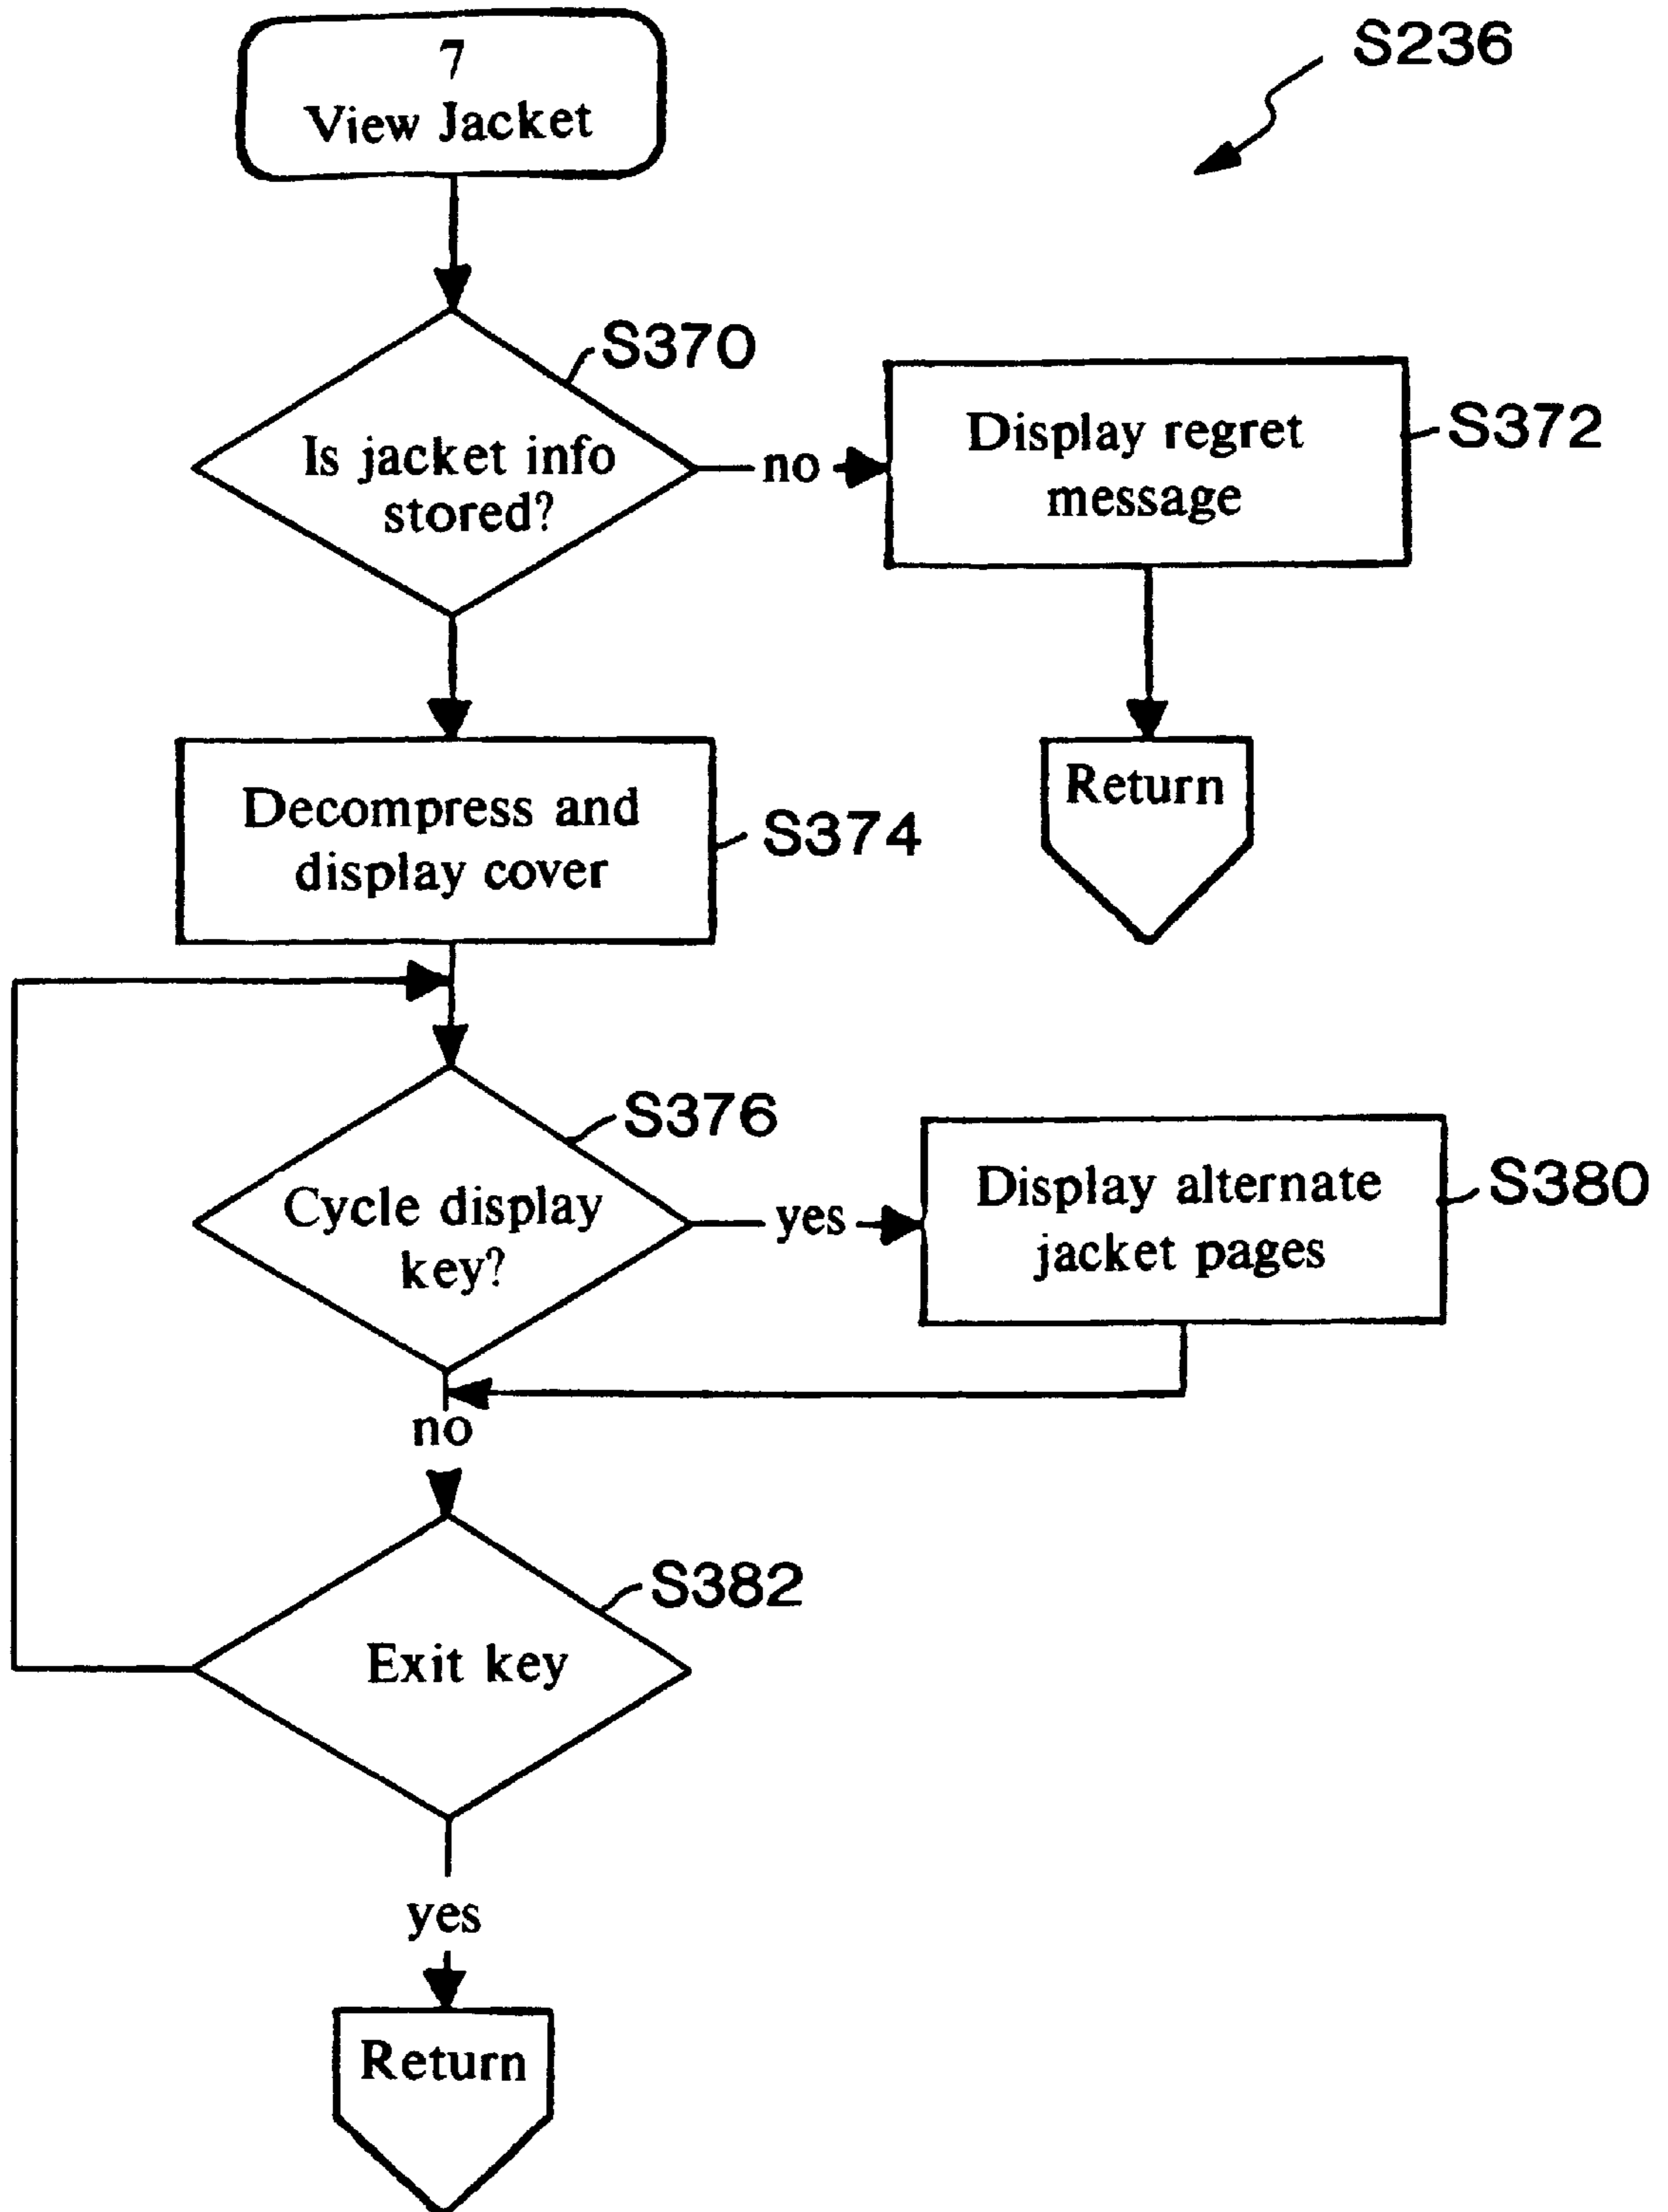 7
View Jacket
S236
S370
Is jacket info
stored?
no
Display regret
message
S372
Return
Decompress and
display cover
S374
S376
Cycle display
key?
yes
Display alternate
jacket pages
S380
no
S382
Exit key
yes
Return